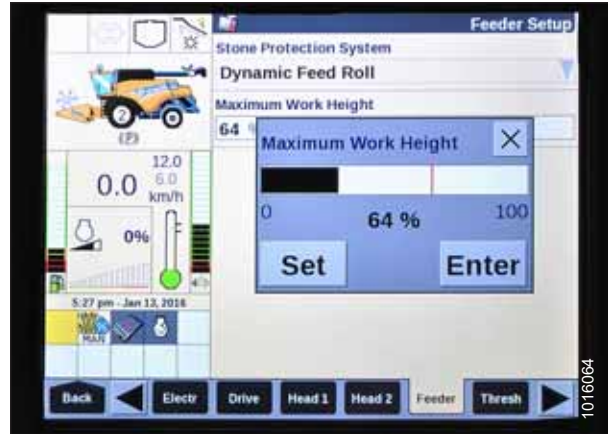 Feeder Setup
Stone Protection System
Dynamic Feed Roll
Maximum Work Height
64 %
Maximum Work Height
0
64 %
100
Set
Enter
2
(P)
12.0
0.0
6.0
km/h
0%
5:27 pm - Jan 13, 2016
MAN
Back
Electr
Drive
Head 1
Head 2
Feeder
Thresh
1016064